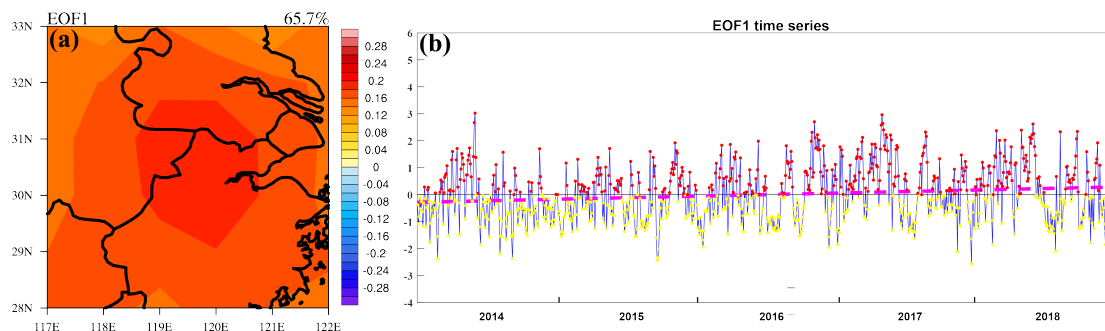 EOF1 65.7%
(a)
33N
32N
31N
30N
29N
28N
117E 118E 119E 120E 121E 122E
0.28
0.24
0.2
0.16
0.12
0.08
0.04
0
-0.04
-0.08
-0.12
-0.16
-0.2
-0.24
-0.28
EOF1 time series
(b)
6
5
4
3
2
1
0
-1
-2
-3
-4
2014 2015 2016 2017 2018